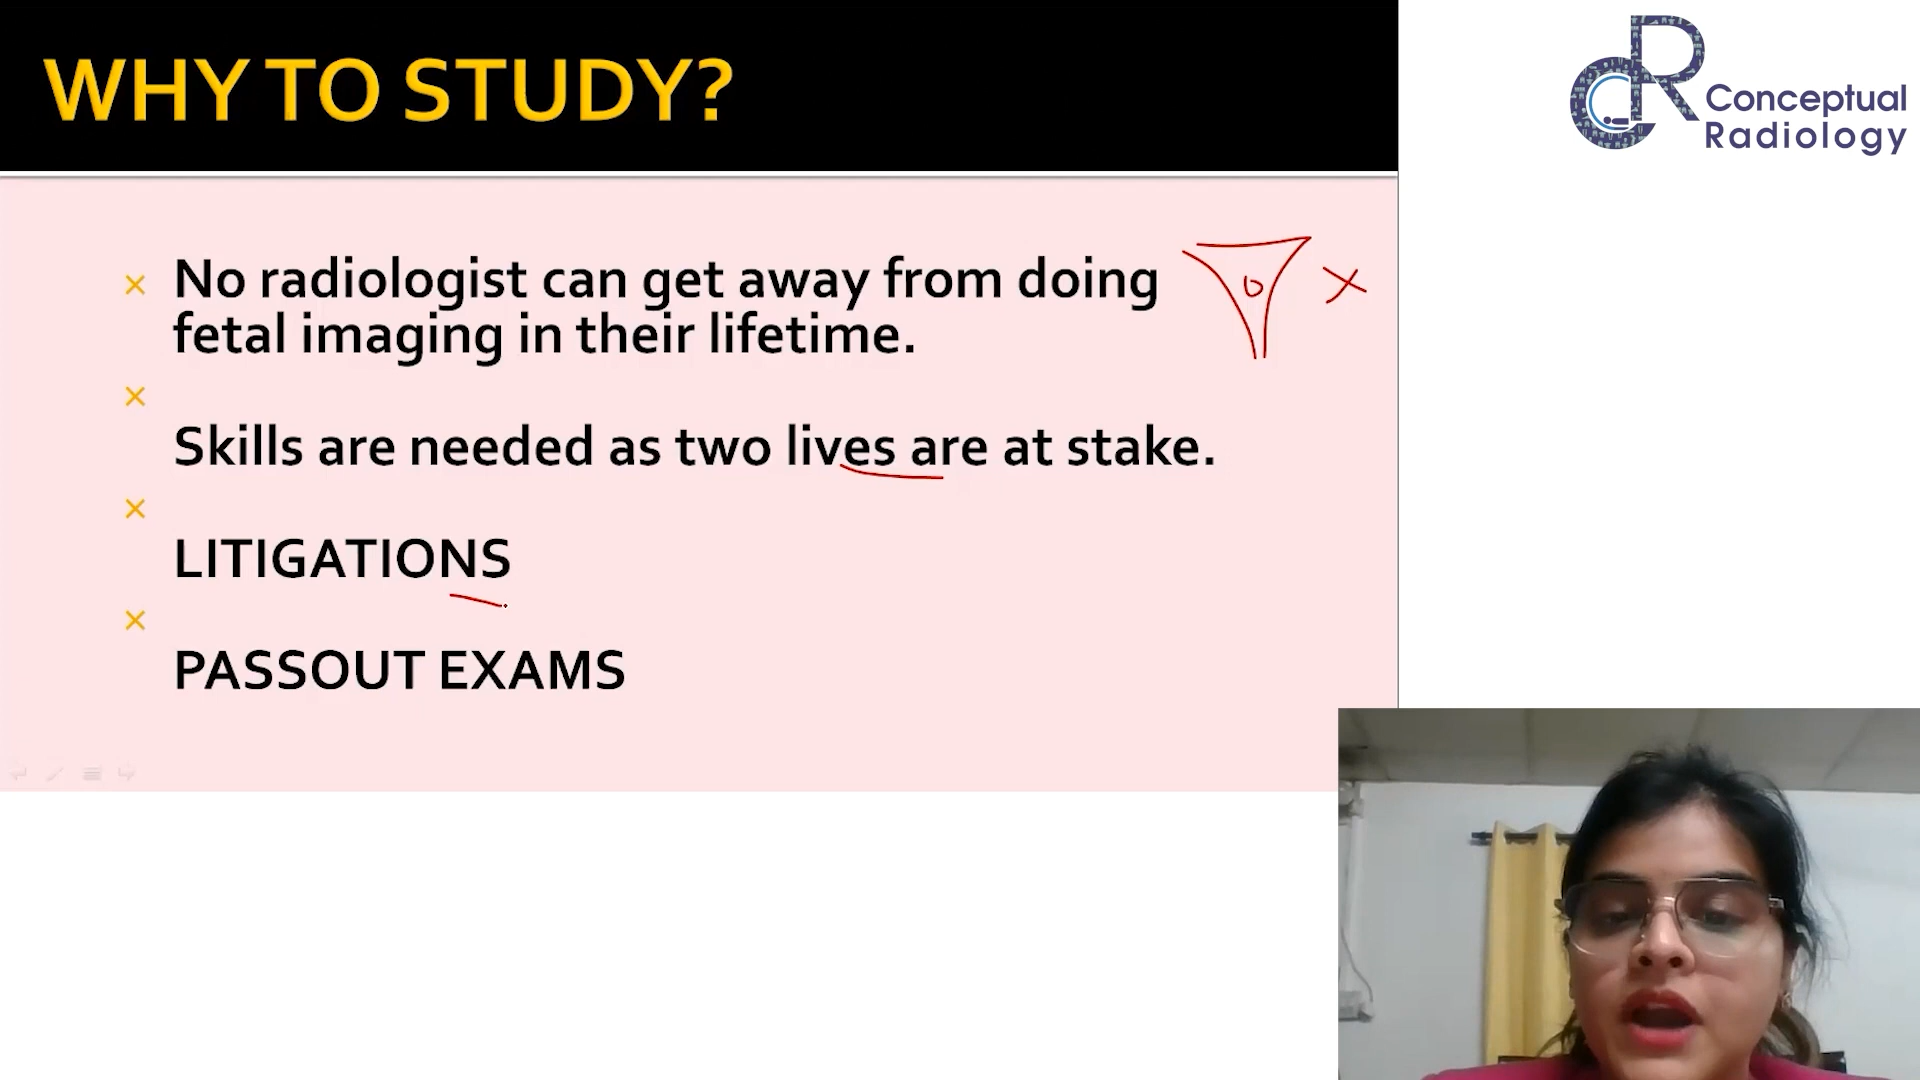 WHY TO STUDY?
Conceptual
Radiology
No radiologist can get away from doing
fetal imaging in their lifetime.
Skills are needed as two lives are at stake.
LITIGATIONS
PASSOUT EXAMS